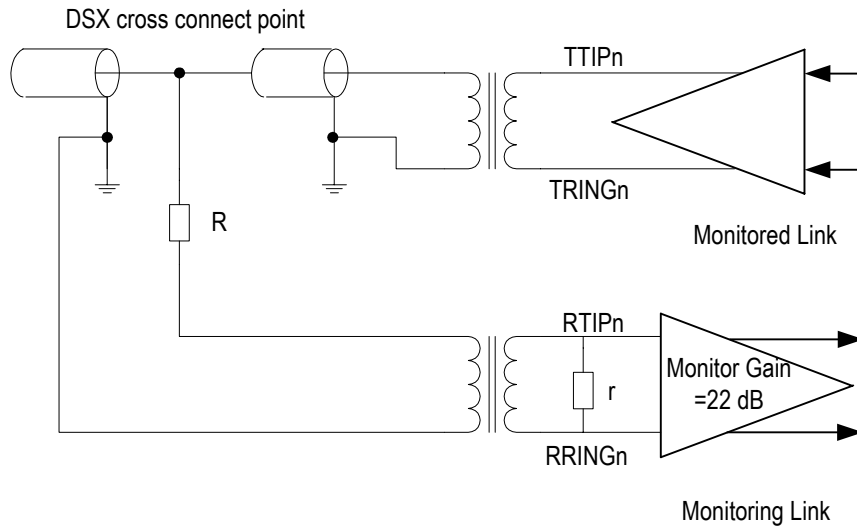 DSX cross connect point
TTIPn
TRINGn
R
Monitored Link
RTIPn
Monitor Gain
=22 dB
r
RRINGn
Monitoring Link